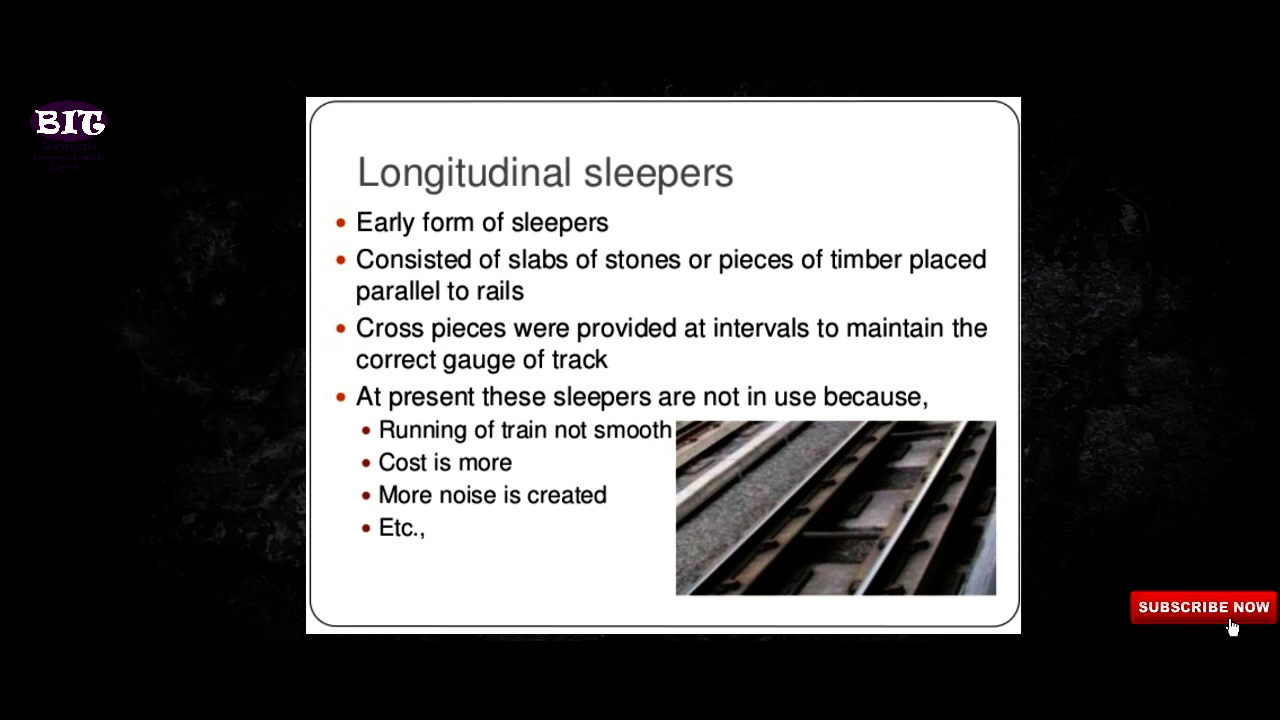 BIG
Longitudinal sleepers
• Early form of sleepers
• Consisted of slabs of stones or pieces of timber placed
parallel to rails
• Cross pieces were provided at intervals to maintain the
correct gauge of track
• At present these sleepers are not in use because,
• Running of train not smooth
• Cost is more
• More noise is created
• Etc.,
SUBSCRIBE NOW